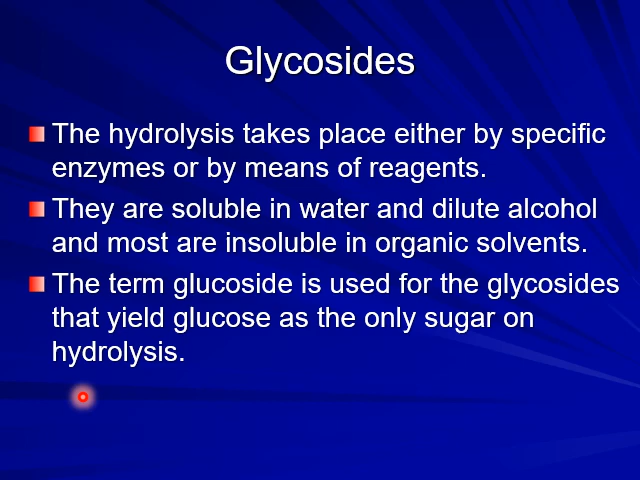 Glycosides
The hydrolysis takes place either by specific
enzymes or by means of reagents.
They are soluble in water and dilute alcohol
and most are insoluble in organic solvents.
The term glucoside is used for the glycosides
that yield glucose as the only sugar on
hydrolysis.